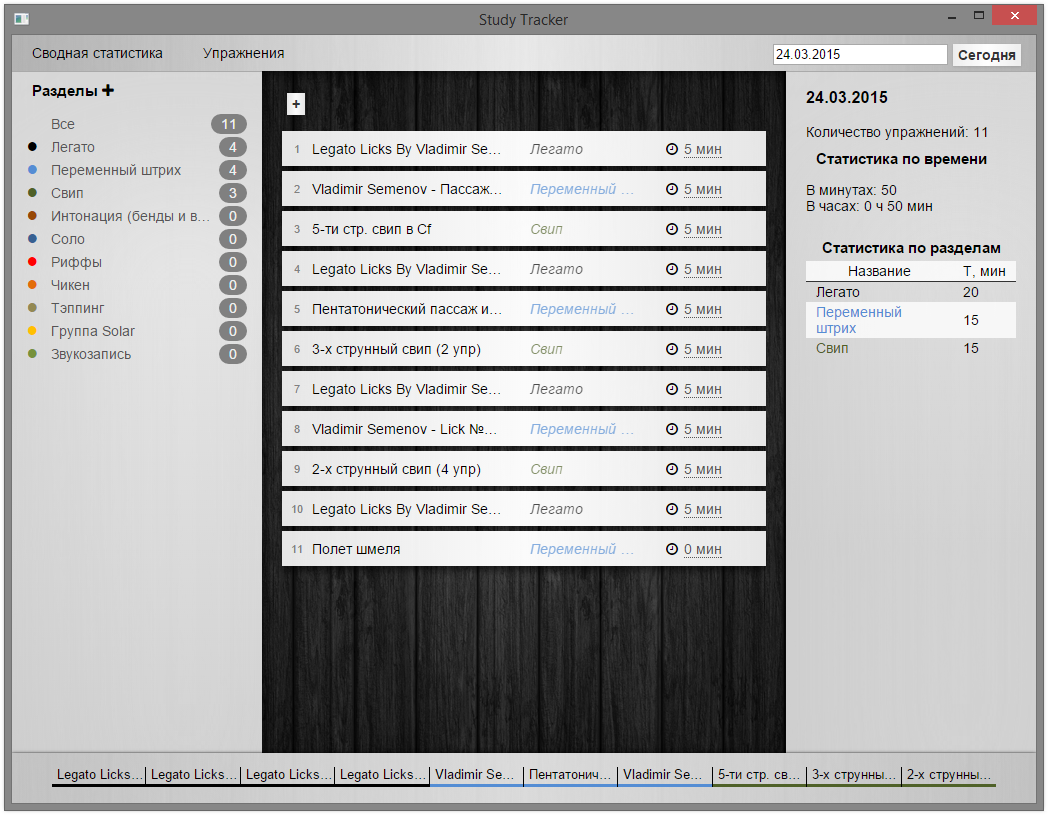 Study Tracker
Сводная статистика Упражнения 24.03.2015 Сегодня
Разделы +
Все 11
Легато 4
Переменный штрих 4
Свип 3
Интонация (бенды и в... 0
Соло 0
Риффы 0
Чикен 0
Тэппинг 0
Группа Solar 0
Звукозапись 0
+
1 Legato Licks By Vladimir Se... Легато 5 мин
2 Vladimir Semenov - Пассаж... Переменный ... 5 мин
3 5-ти стр. свип в Cf Свип 5 мин
4 Legato Licks By Vladimir Se... Легато 5 мин
5 Пентатонический пассаж и... Переменный ... 5 мин
6 3-х струнный свип (2 упр) Свип 5 мин
7 Legato Licks By Vladimir Se... Легато 5 мин
8 Vladimir Semenov - Lick №... Переменный ... 5 мин
9 2-х струнный свип (4 упр) Свип 5 мин
10 Legato Licks By Vladimir Se... Легато 5 мин
11 Полет шмеля Переменный ... 0 мин
24.03.2015
Количество упражнений: 11
Статистика по времени
В минутах: 50
В часах: 0 ч 50 мин
Статистика по разделам
Название Т, мин
Легато 20
Переменный
штрих 15
Свип 15
Legato Licks... Legato Licks... Legato Licks... Legato Licks... Vladimir Se... Пентатонич... Vladimir Se... 5-ти стр. св... 3-х струнны... 2-х струнны...